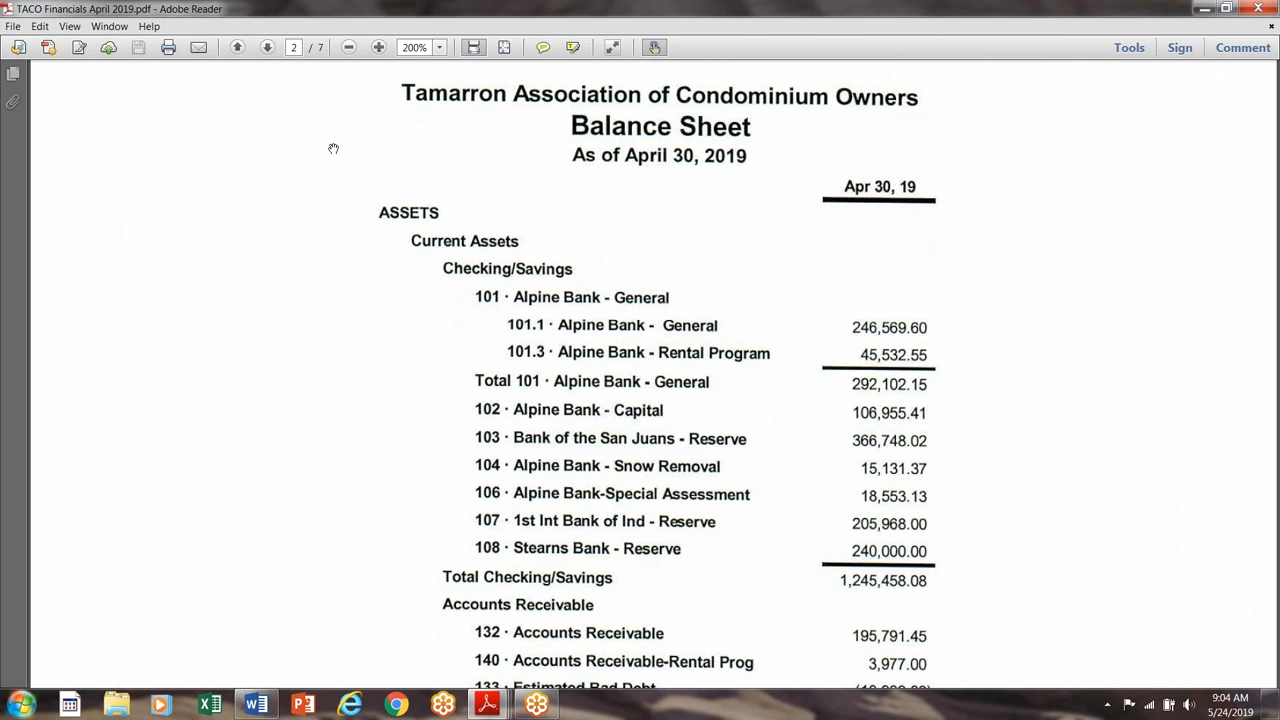 TACO Financials April 2019.pdf - Adobe Reader
File Edit View Window Help
2 / 7 200% Tools Sign Comment
Tamarron Association of Condominium Owners
Balance Sheet
As of April 30, 2019
Apr 30, 19
ASSETS
Current Assets
Checking/Savings
101 · Alpine Bank - General
101.1 · Alpine Bank - General 246,569.60
101.3 · Alpine Bank - Rental Program 45,532.55
Total 101 · Alpine Bank - General 292,102.15
102 · Alpine Bank - Capital 106,955.41
103 · Bank of the San Juans - Reserve 366,748.02
104 · Alpine Bank - Snow Removal 15,131.37
106 · Alpine Bank-Special Assessment 18,553.13
107 · 1st Int Bank of Ind - Reserve 205,968.00
108 · Stearns Bank - Reserve 240,000.00
Total Checking/Savings 1,245,458.08
Accounts Receivable
132 · Accounts Receivable 195,791.45
140 · Accounts Receivable-Rental Prog 3,977.00
133 · Estimated Bad Debt
9:04 AM
5/24/2019